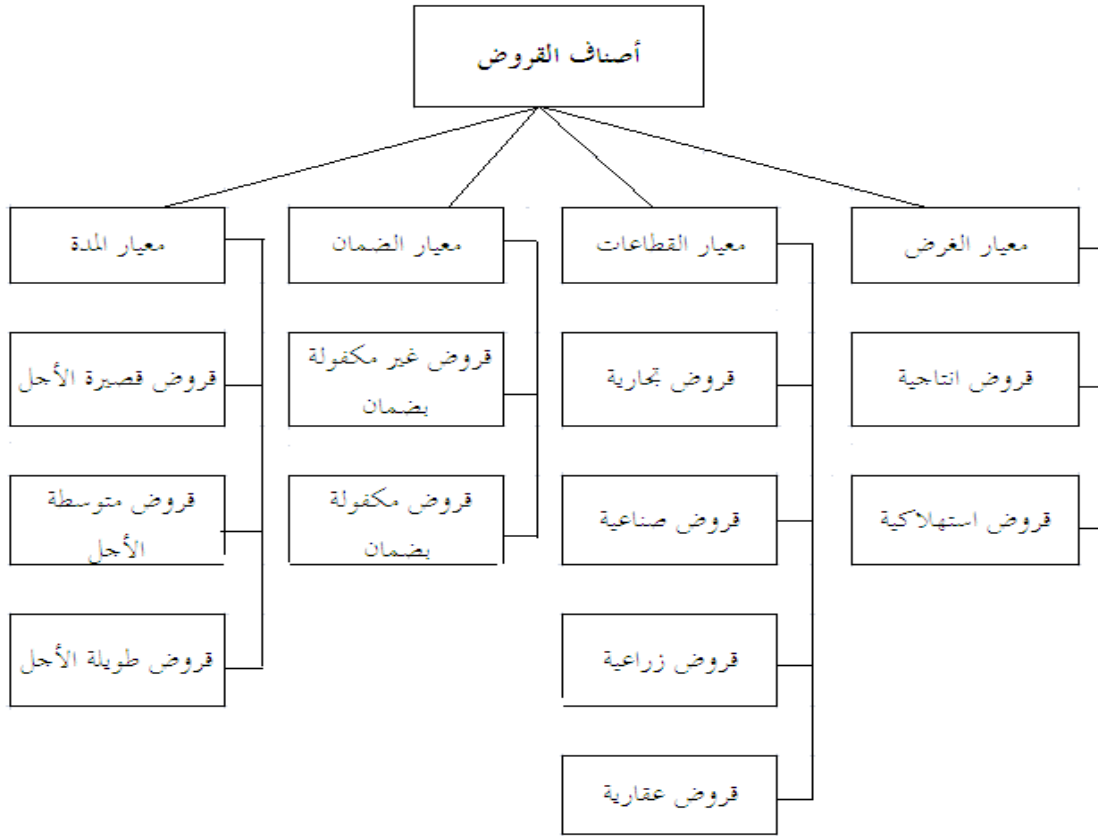 أصناف القروض
معيار الغرض
معيار القطاعات
معيار الضمان
معيار المدة
قروض انتاجية
قروض تجارية
قروض غير مكفولة
بضمان
قروض قصيرة الأجل
قروض استهلاكية
قروض صناعية
قروض مكفولة
بضمان
قروض متوسطة
الأجل
قروض زراعية
قروض طويلة الأجل
قروض عقارية